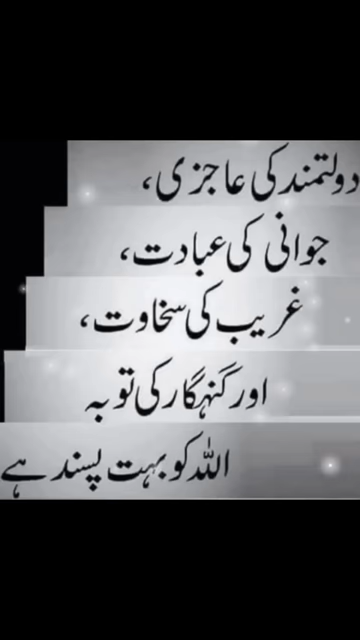 دولتمند کی عاجزی،
جوانی کی عبادت،
غریب کی سخاوت،
اور گنہگار کی توبہ
اللہ کو بہت پسند ہے